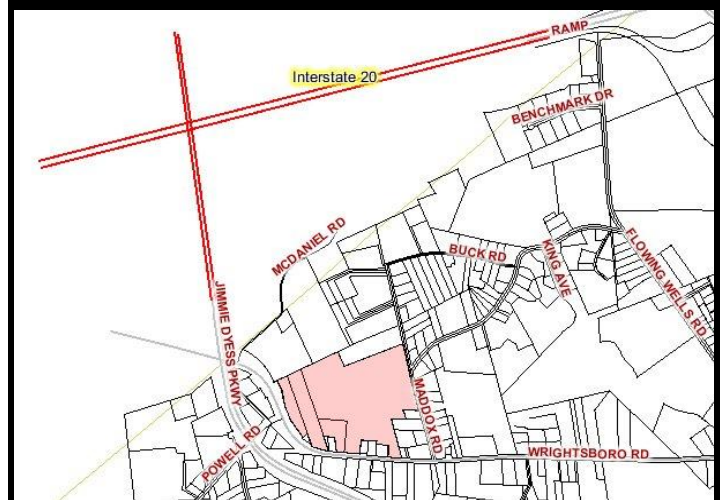 RAMP
Interstate 20
BENCHMARK DR
MCDANIEL RD
BUCK RD
KING AVE
FLOWING WELLS RD
JIMMIE DYESS PKWY
MADDOX RD
POWELL RD
WRIGHTSBORO RD